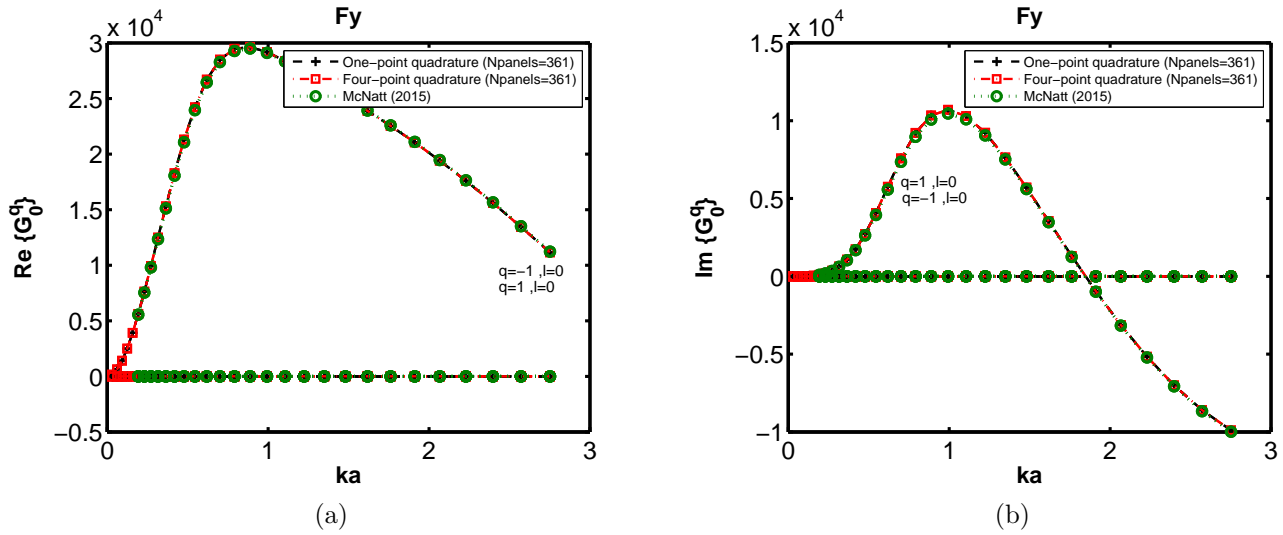 Fy
x 10^4
3
2.5
2
1.5
1
0.5
0
−0.5
0
1
2
3
Re {G_0^q}
ka
One−point quadrature (Npanels=361)
Four−point quadrature (Npanels=361)
McNatt (2015)
q=−1 ,l=0
q=1 ,l=0
(a)
Fy
x 10^4
1.5
1
0.5
0
−0.5
−1
0
1
2
3
Im {G_0^q}
ka
One−point quadrature (Npanels=361)
Four−point quadrature (Npanels=361)
McNatt (2015)
q=1 ,l=0
q=−1 ,l=0
(b)